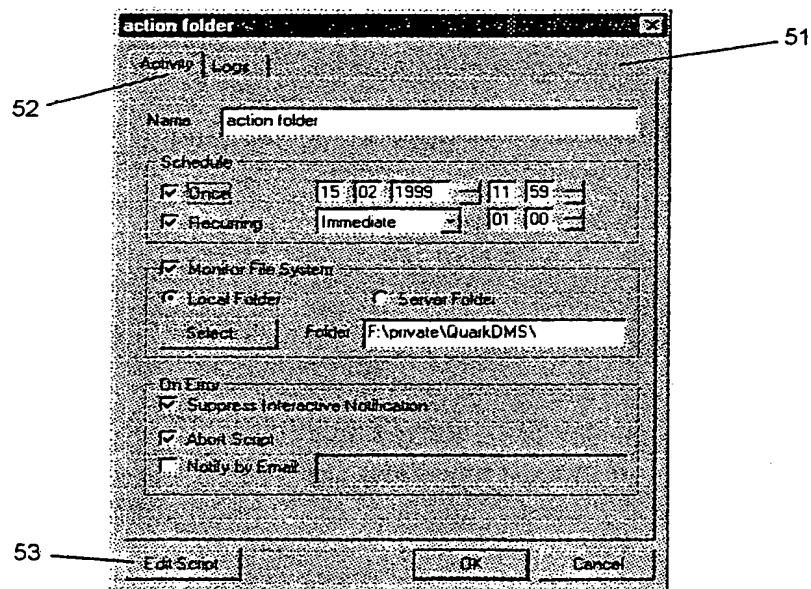 action folder
51
Activity Logs
52
Name action folder
Schedule
Once 15 02 1999 11 59
Recurring Immediate 01 00
Monitor File System
Local Folder Server Folder
Select Folder F:\private\QuarkDMS\
On Error
Suppress Interactive Notification
Abort Script
Notify by Email
53
Edit Script OK Cancel